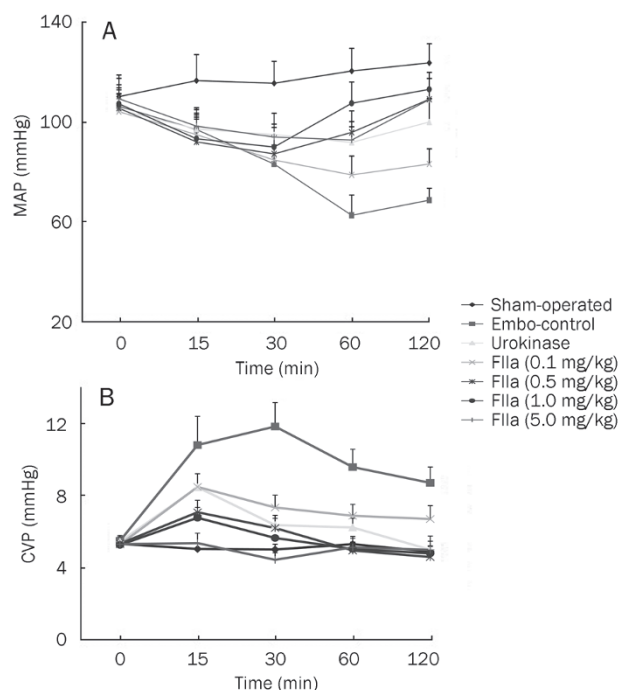 A
140
100
60
20
MAP (mmHg)
0 15 30 60 120
Time (min)
Sham-operated
Embo-control
Urokinase
FIIa (0.1 mg/kg)
FIIa (0.5 mg/kg)
FIIa (1.0 mg/kg)
FIIa (5.0 mg/kg)
B
12
8
4
0
CVP (mmHg)
0 15 30 60 120
Time (min)